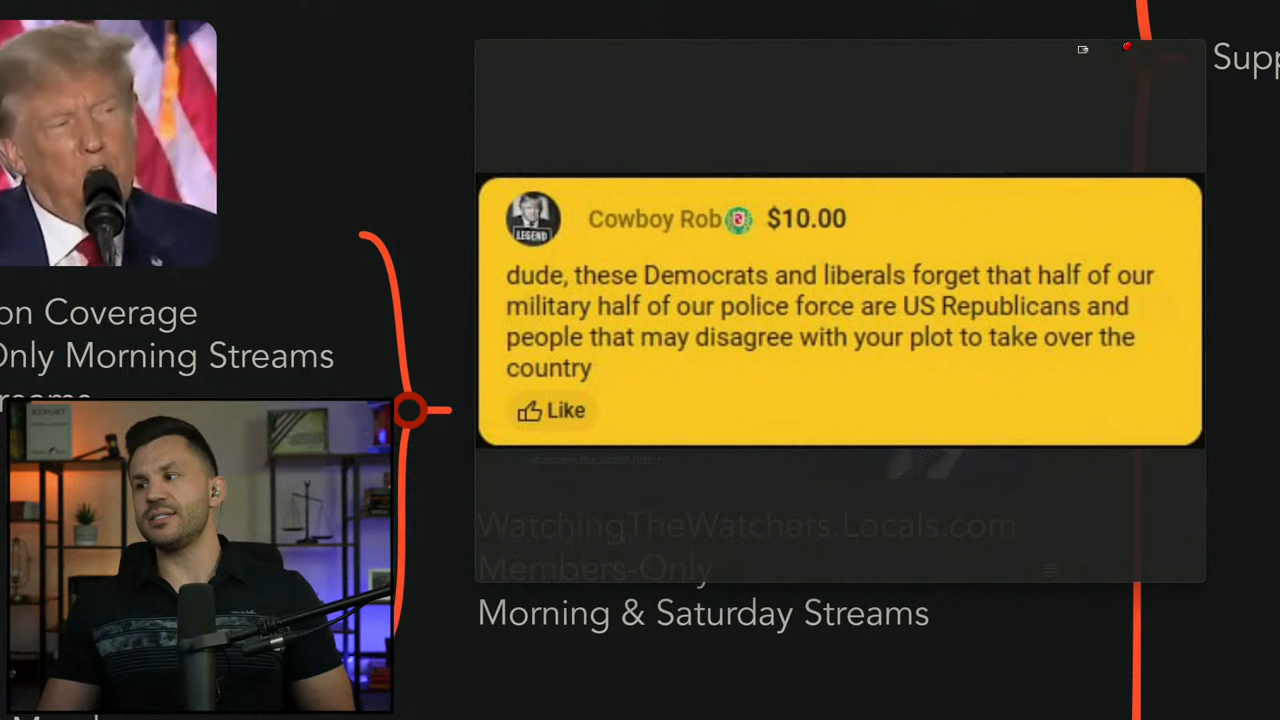 Supp
LEGEND
Cowboy Rob $10.00
dude, these Democrats and liberals forget that half of our
military half of our police force are US Republicans and
people that may disagree with your plot to take over the
country
Like
on Coverage
Only Morning Streams
reams
REPORT
WatchingTheWatchers.Locals.com
Members-Only
Morning & Saturday Streams